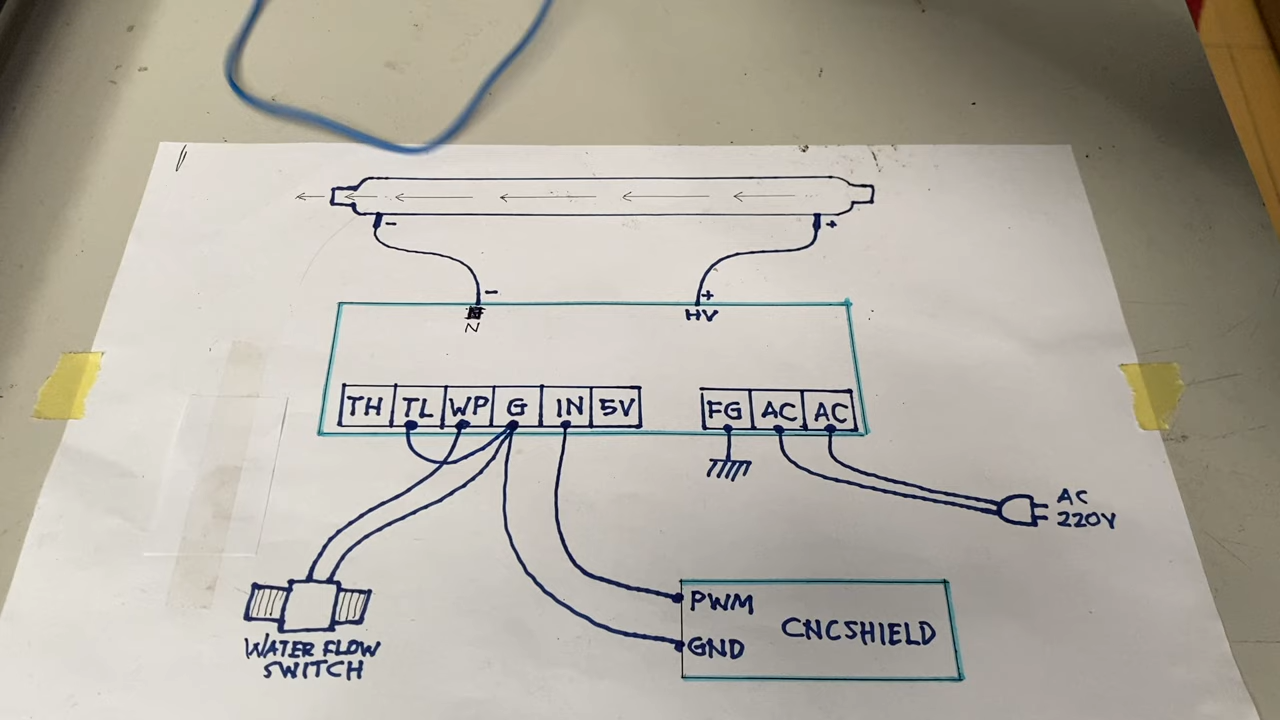 - +
- +
N HV
TH TL WP G IN 5V FG AC AC
AC
220V
PWM
CNCSHIELD
GND
WATER FLOW
SWITCH